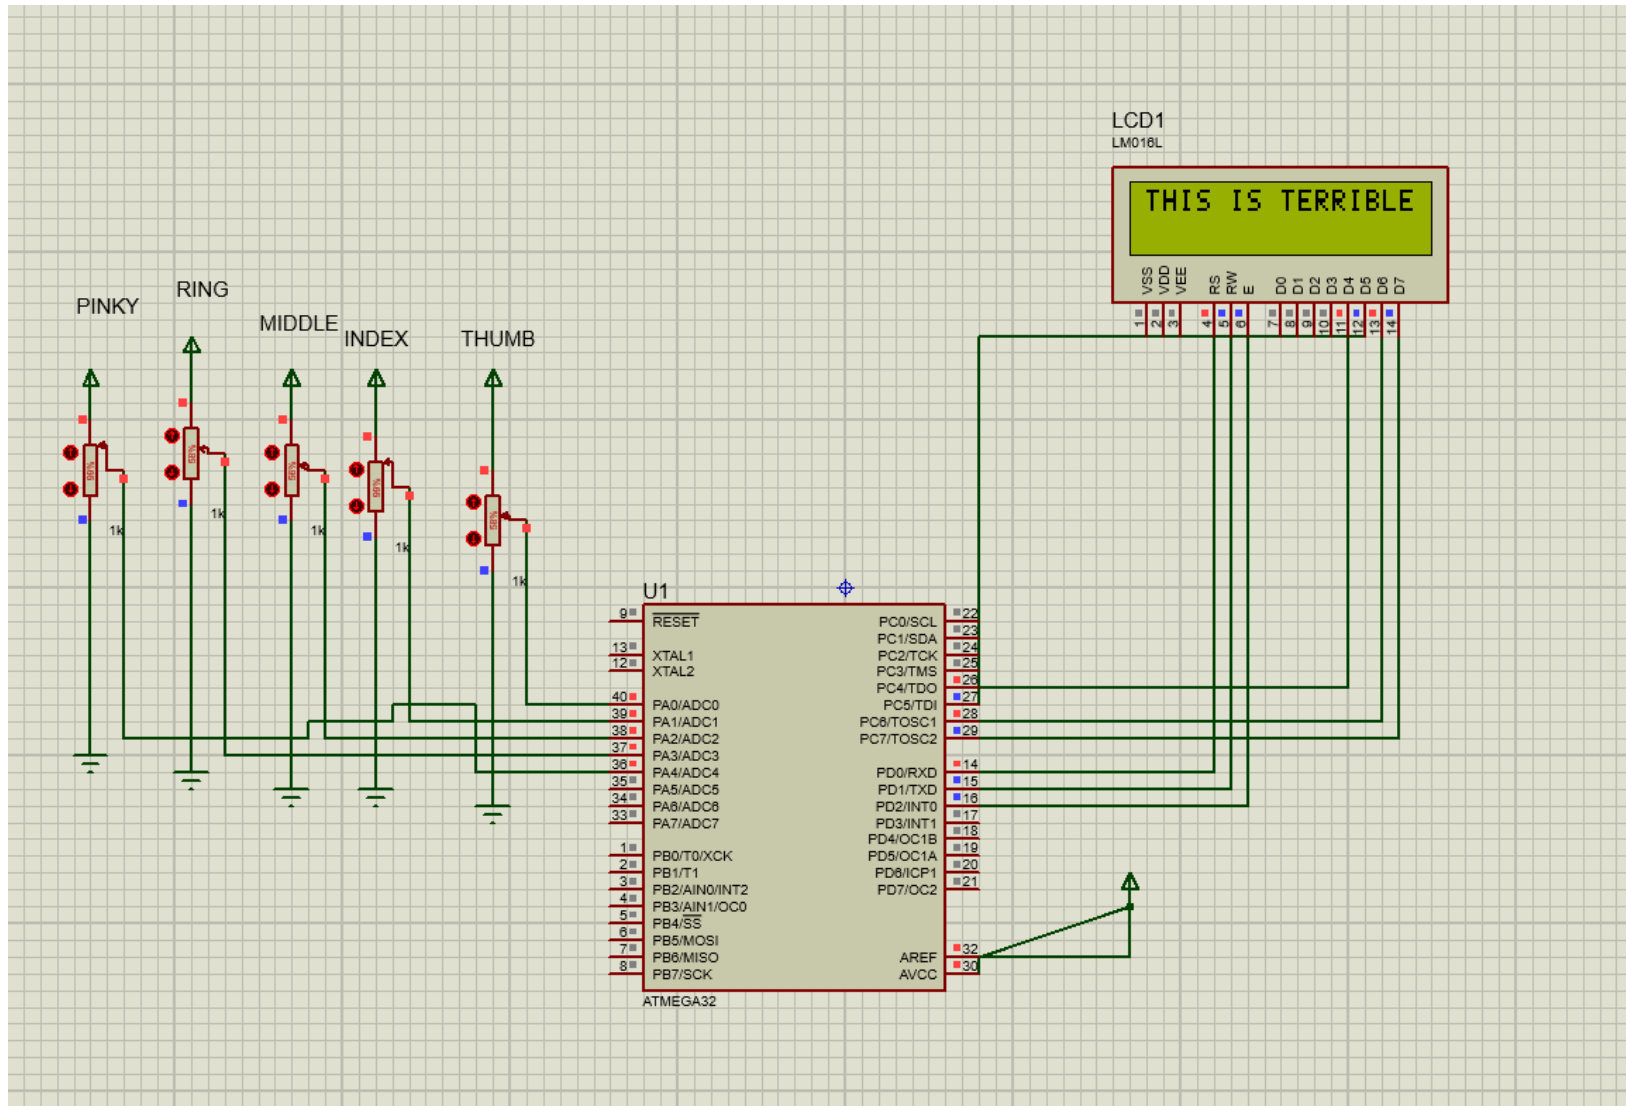 LCD1
LM016L
THIS IS TERRIBLE
VSS VDD VEE RS RW E D0 D1 D2 D3 D4 D5 D6 D7
1 2 3 4 5 6 7 8 9 10 11 12 13 14
PINKY
RING
MIDDLE
INDEX
THUMB
99%
58%
56%
99%
58%
1k
1k
1k
1k
1k
U1
9 RESET
13 XTAL1
12 XTAL2
40 PA0/ADC0
39 PA1/ADC1
38 PA2/ADC2
37 PA3/ADC3
36 PA4/ADC4
35 PA5/ADC5
34 PA6/ADC6
33 PA7/ADC7
1 PB0/T0/XCK
2 PB1/T1
3 PB2/AIN0/INT2
4 PB3/AIN1/OC0
5 PB4/SS
6 PB5/MOSI
7 PB6/MISO
8 PB7/SCK
PC0/SCL 22
PC1/SDA 23
PC2/TCK 24
PC3/TMS 25
PC4/TDO 26
PC5/TDI 27
PC6/TOSC1 28
PC7/TOSC2 29
PD0/RXD 14
PD1/TXD 15
PD2/INT0 16
PD3/INT1 17
PD4/OC1B 18
PD5/OC1A 19
PD6/ICP1 20
PD7/OC2 21
AREF 32
AVCC 30
ATMEGA32